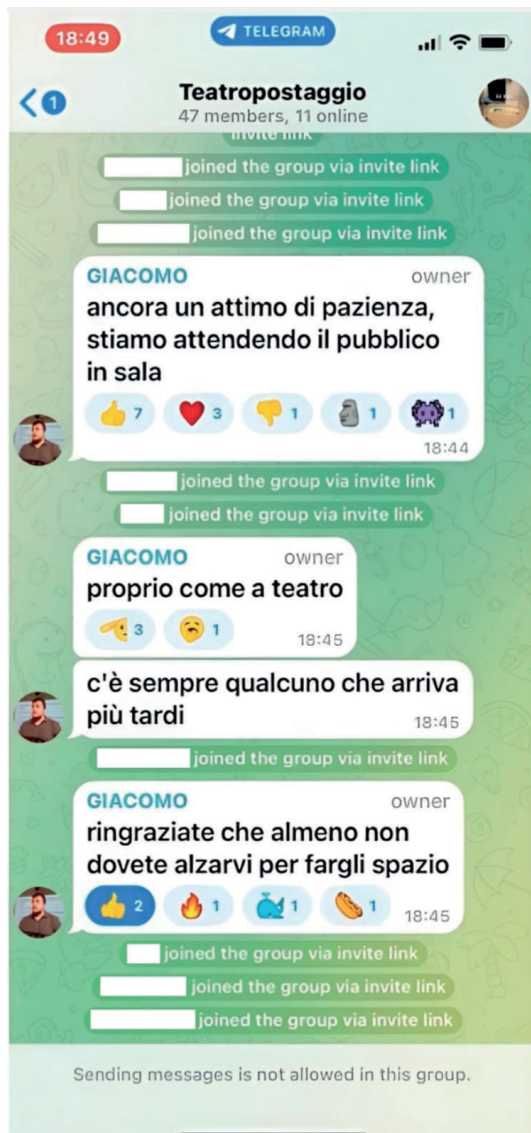 18:49
TELEGRAM
1
Teatropostaggio
47 members, 11 online
invite link
joined the group via invite link
joined the group via invite link
joined the group via invite link
GIACOMO owner
ancora un attimo di pazienza,
stiamo attendendo il pubblico
in sala
7 3 1 1 1
18:44
joined the group via invite link
joined the group via invite link
GIACOMO owner
proprio come a teatro
3 1
18:45
c'è sempre qualcuno che arriva
più tardi
18:45
joined the group via invite link
GIACOMO owner
ringraziate che almeno non
dovete alzarvi per fargli spazio
2 1 1 1
18:45
joined the group via invite link
joined the group via invite link
joined the group via invite link
Sending messages is not allowed in this group.